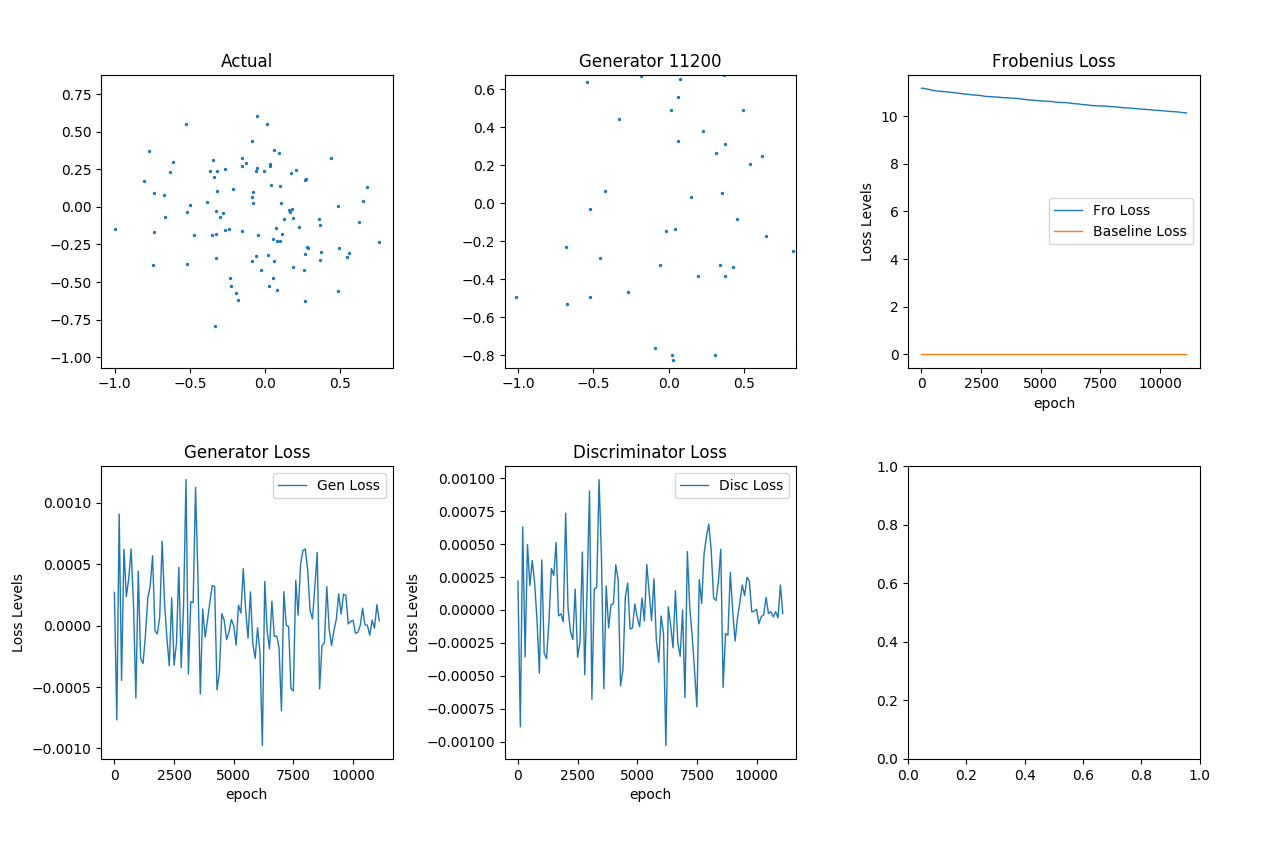 Actual
0.75
0.50
0.25
0.00
−0.25
−0.50
−0.75
−1.00
−1.0 −0.5 0.0 0.5
Generator 11200
0.6
0.4
0.2
0.0
−0.2
−0.4
−0.6
−0.8
−1.0 −0.5 0.0 0.5
Frobenius Loss
Loss Levels
10
8
6
4
2
0
Fro Loss
Baseline Loss
0 2500 5000 7500 10000
epoch
Generator Loss
Loss Levels
0.0010
0.0005
0.0000
−0.0005
−0.0010
Gen Loss
0 2500 5000 7500 10000
epoch
Discriminator Loss
Loss Levels
0.00100
0.00075
0.00050
0.00025
0.00000
−0.00025
−0.00050
−0.00075
−0.00100
Disc Loss
0 2500 5000 7500 10000
epoch
1.0
0.8
0.6
0.4
0.2
0.0
0.0 0.2 0.4 0.6 0.8 1.0